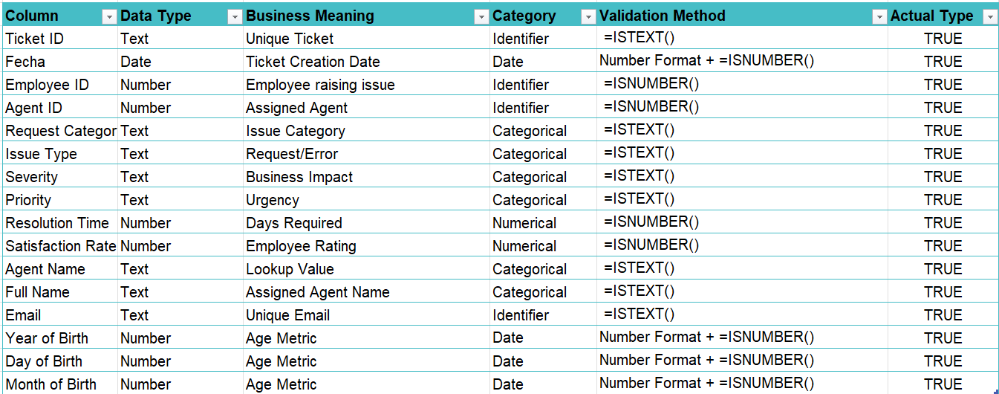 Column Data Type Business Meaning Category Validation Method Actual Type
Ticket ID Text Unique Ticket Identifier =ISTEXT() TRUE
Fecha Date Ticket Creation Date Date Number Format + =ISNUMBER() TRUE
Employee ID Number Employee raising issue Identifier =ISNUMBER() TRUE
Agent ID Number Assigned Agent Identifier =ISNUMBER() TRUE
Request Categor Text Issue Category Categorical =ISTEXT() TRUE
Issue Type Text Request/Error Categorical =ISTEXT() TRUE
Severity Text Business Impact Categorical =ISTEXT() TRUE
Priority Text Urgency Categorical =ISTEXT() TRUE
Resolution Time Number Days Required Numerical =ISNUMBER() TRUE
Satisfaction Rate Number Employee Rating Numerical =ISNUMBER() TRUE
Agent Name Text Lookup Value Categorical =ISTEXT() TRUE
Full Name Text Assigned Agent Name Categorical =ISTEXT() TRUE
Email Text Unique Email Identifier =ISTEXT() TRUE
Year of Birth Number Age Metric Date Number Format + =ISNUMBER() TRUE
Day of Birth Number Age Metric Date Number Format + =ISNUMBER() TRUE
Month of Birth Number Age Metric Date Number Format + =ISNUMBER() TRUE